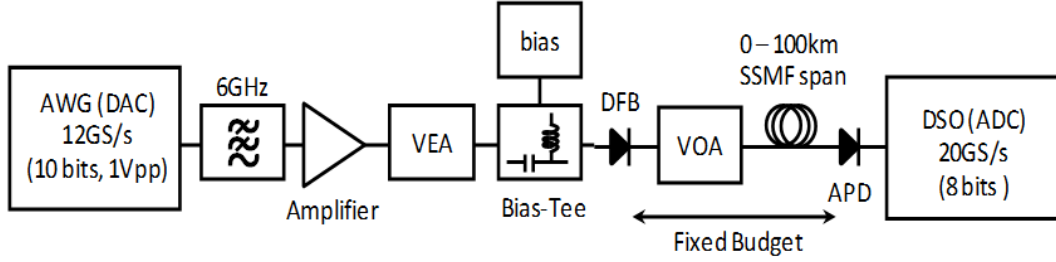 AWG (DAC)
12GS/s
(10 bits, 1Vpp)
6GHz
Amplifier
VEA
bias
Bias-Tee
DFB
VOA
0 – 100km
SSMF span
APD
Fixed Budget
DSO (ADC)
20GS/s
(8 bits )